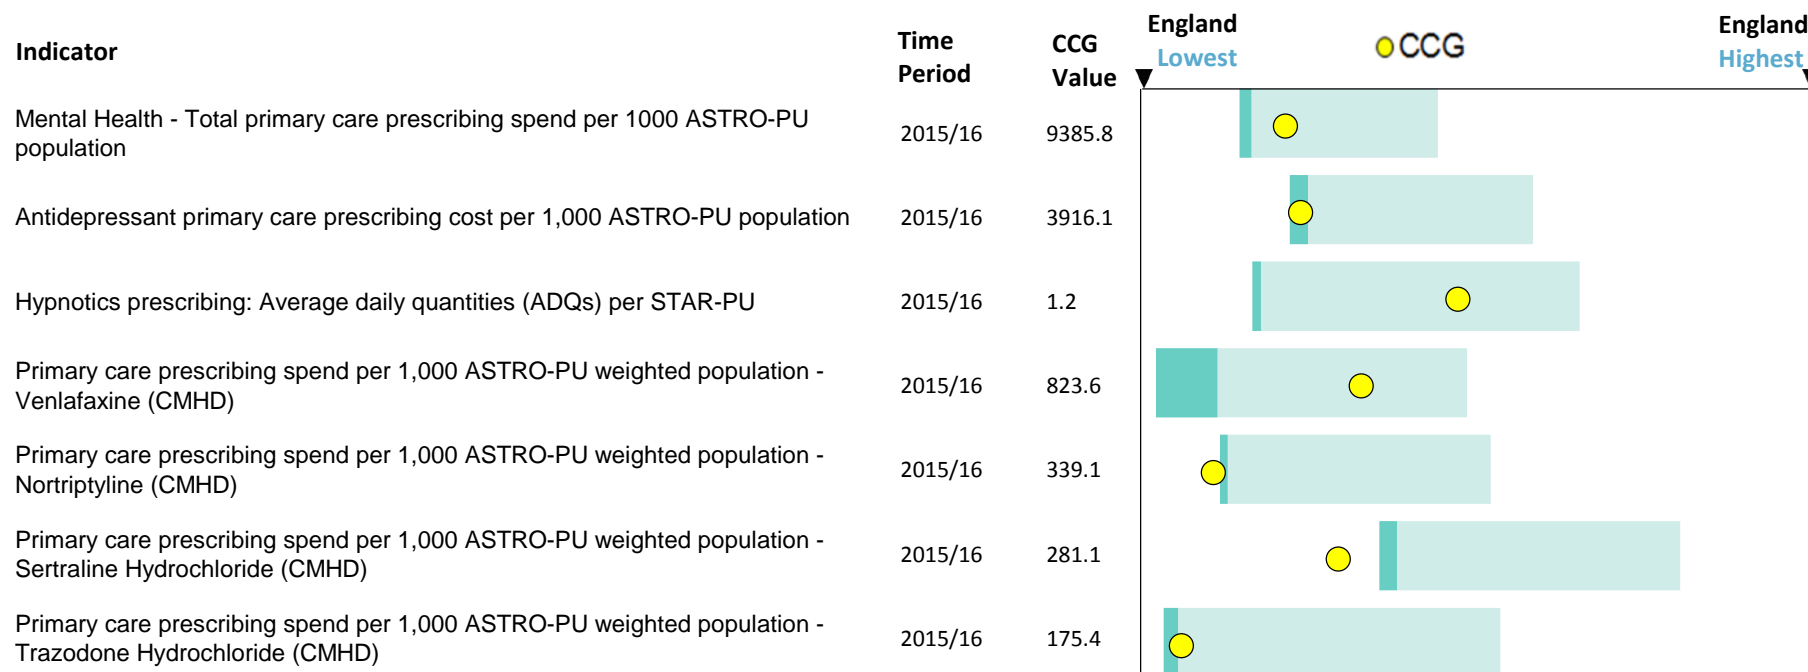 Indicator
Time Period
CCG Value
England Lowest
CCG
England Highest
Mental Health - Total primary care prescribing spend per 1000 ASTRO-PU
population
2015/16
9385.8
Antidepressant primary care prescribing cost per 1,000 ASTRO-PU population
2015/16
3916.1
Hypnotics prescribing: Average daily quantities (ADQs) per STAR-PU
2015/16
1.2
Primary care prescribing spend per 1,000 ASTRO-PU weighted population -
Venlafaxine (CMHD)
2015/16
823.6
Primary care prescribing spend per 1,000 ASTRO-PU weighted population -
Nortriptyline (CMHD)
2015/16
339.1
Primary care prescribing spend per 1,000 ASTRO-PU weighted population -
Sertraline Hydrochloride (CMHD)
2015/16
281.1
Primary care prescribing spend per 1,000 ASTRO-PU weighted population -
Trazodone Hydrochloride (CMHD)
2015/16
175.4